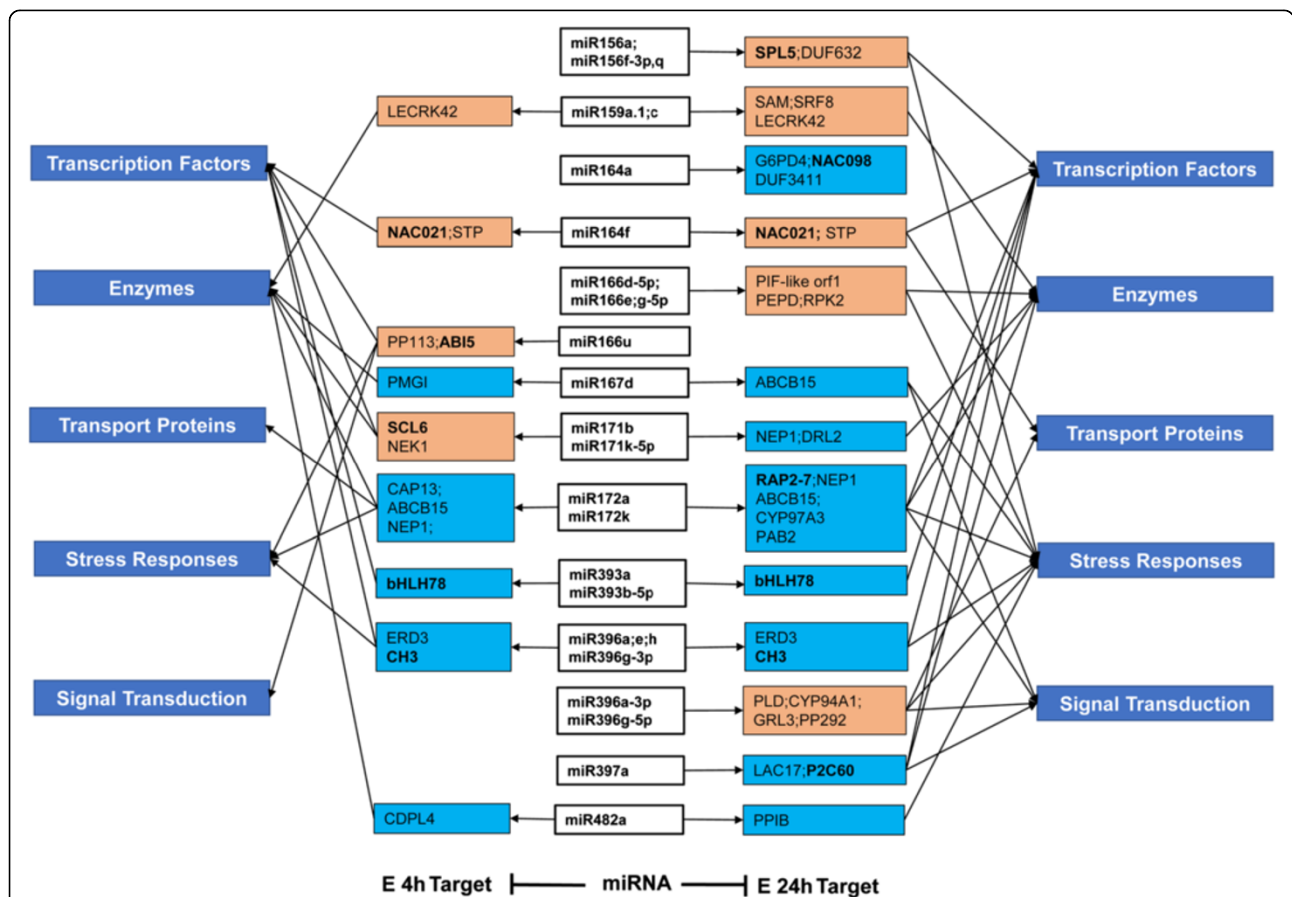 miR156a;
miR156f-3p,q
SPL5;DUF632
LECRK42
miR159a.1;c
SAM;SRF8
LECRK42
Transcription Factors
miR164a
G6PD4;NAC098
DUF3411
Transcription Factors
NAC021;STP
miR164f
NAC021; STP
Enzymes
miR166d-5p;
miR166e;g-5p
PIF-like orf1
PEPD;RPK2
Enzymes
PP113;ABI5
miR166u
PMGI
miR167d
ABCB15
Transport Proteins
SCL6
NEK1
miR171b
miR171k-5p
NEP1;DRL2
Transport Proteins
CAP13;
ABCB15
NEP1;
miR172a
miR172k
RAP2-7;NEP1
ABCB15;
CYP97A3
PAB2
Stress Responses
bHLH78
miR393a
miR393b-5p
bHLH78
Stress Responses
ERD3
CH3
miR396a;e;h
miR396g-3p
ERD3
CH3
Signal Transduction
miR396a-3p
miR396g-5p
PLD;CYP94A1;
GRL3;PP292
Signal Transduction
miR397a
LAC17;P2C60
CDPL4
miR482a
PPIB
E 4h Target
miRNA
E 24h Target